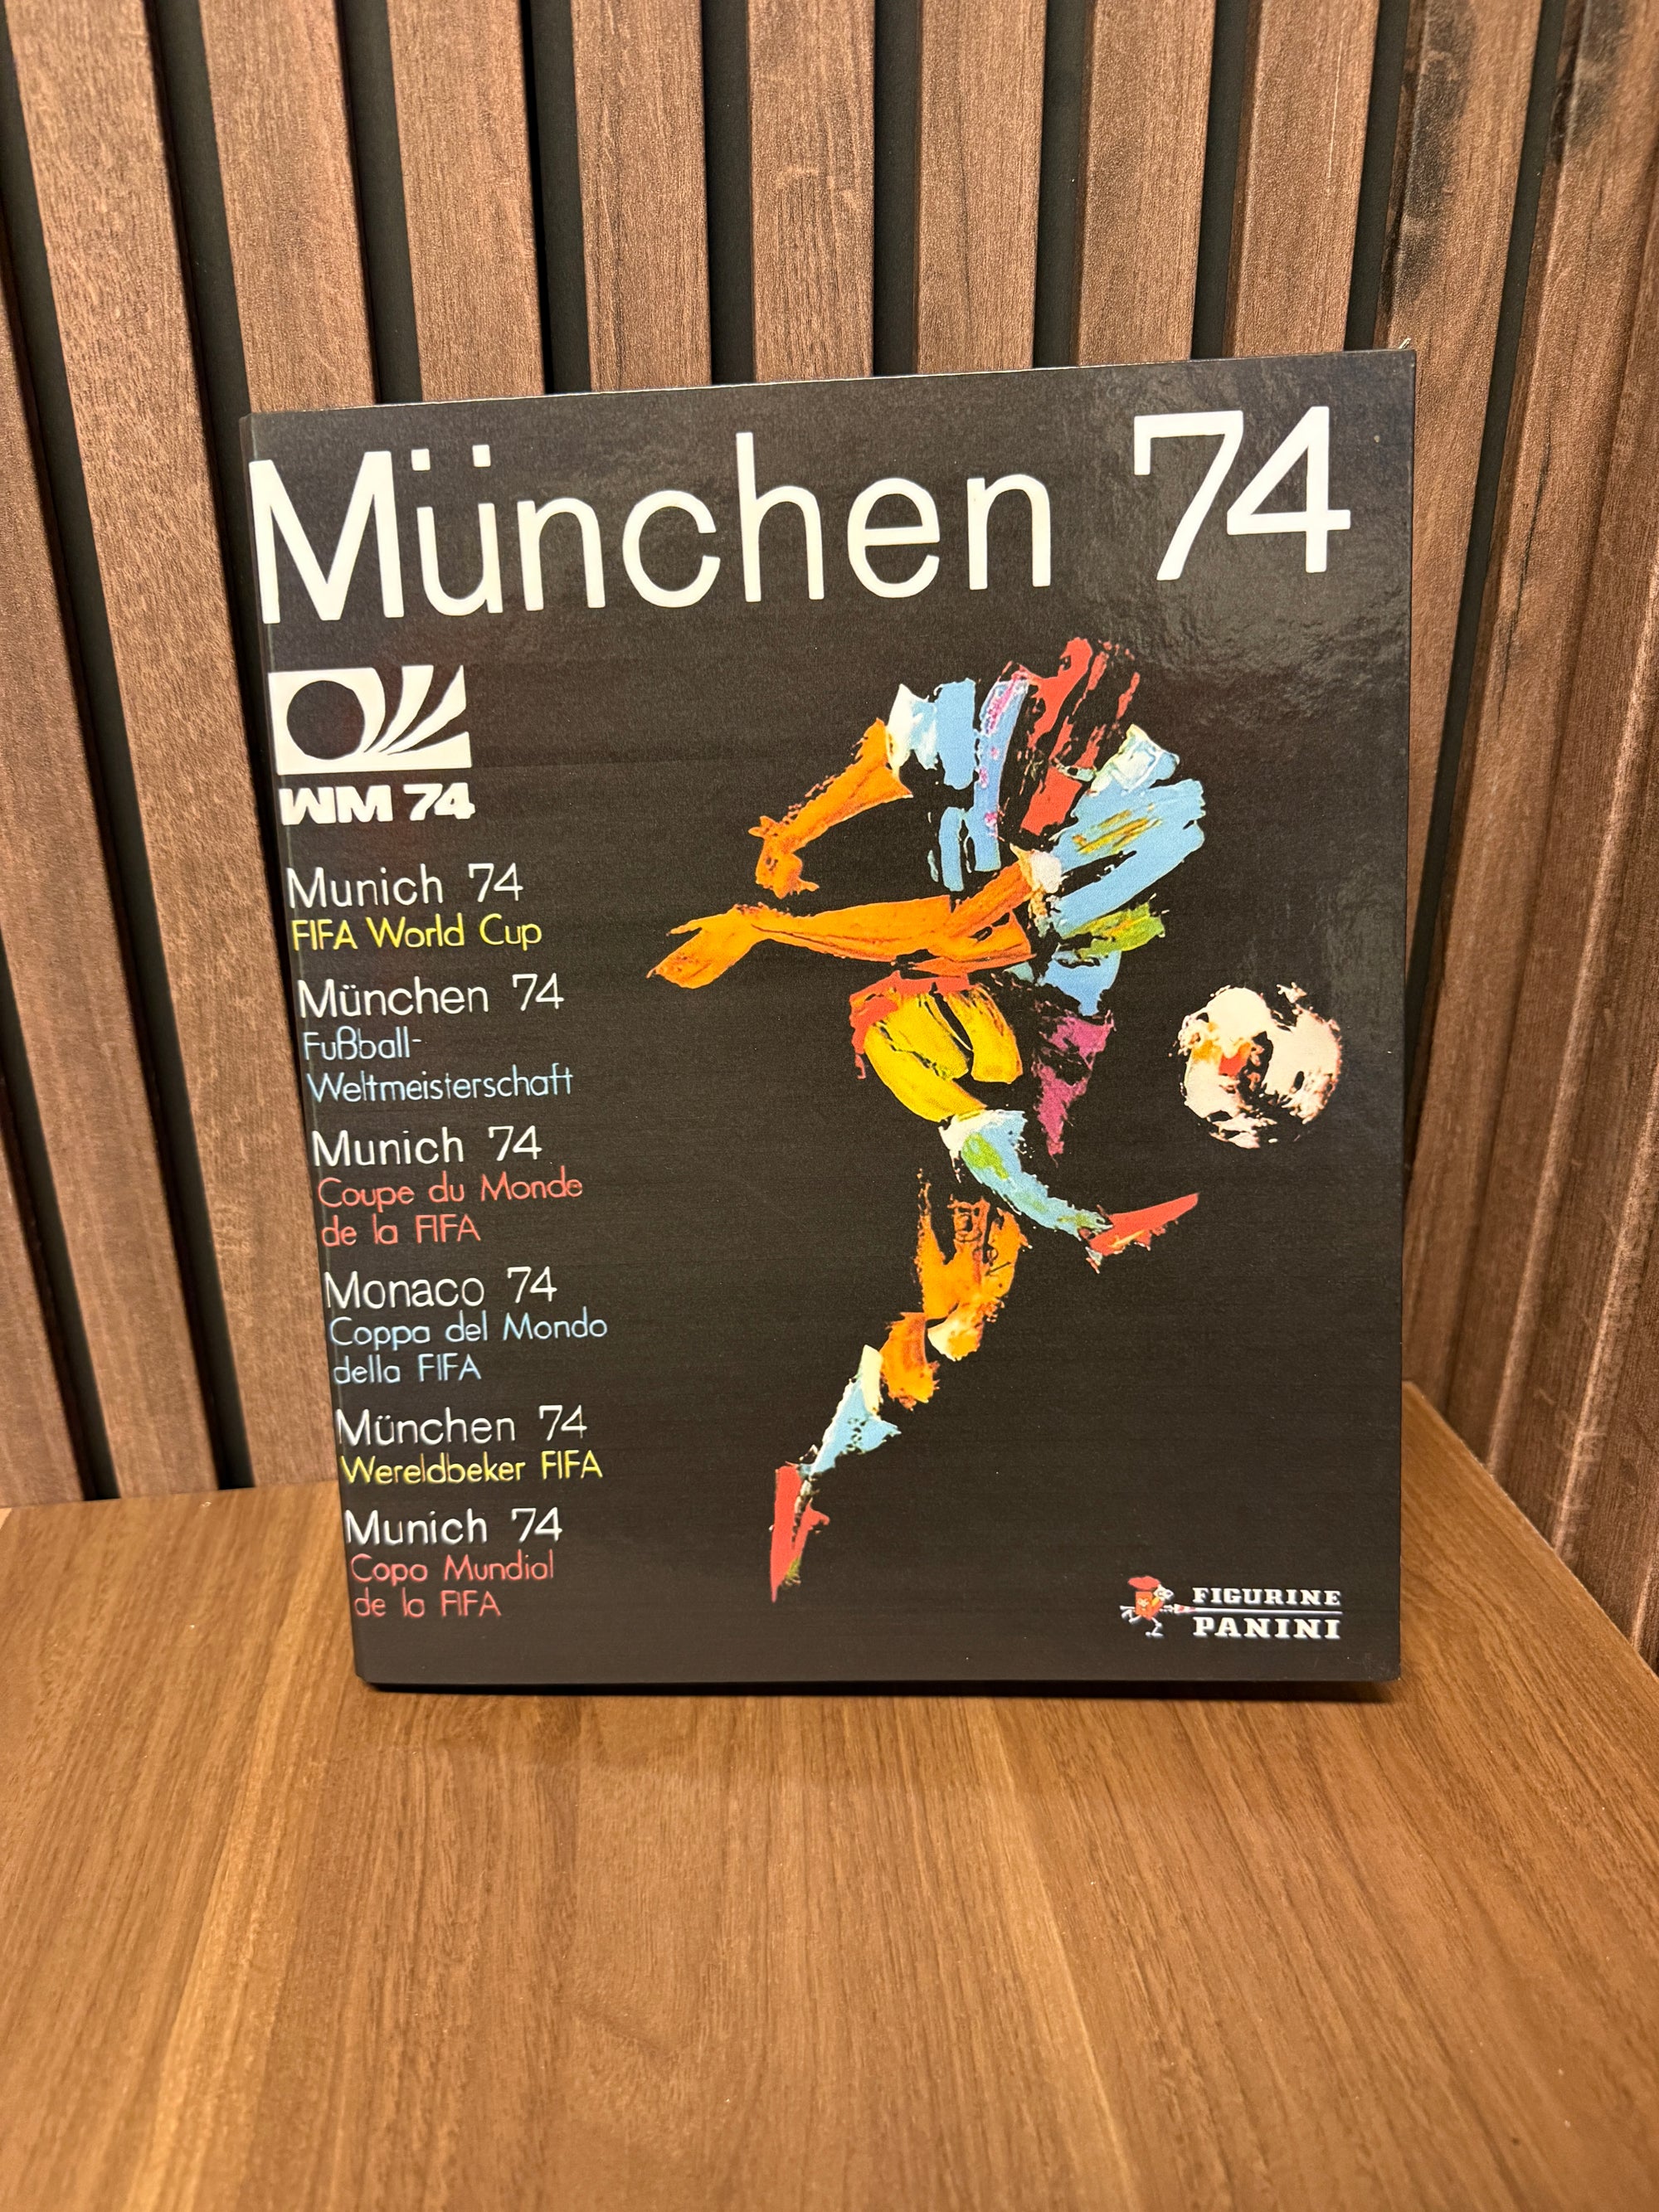 München 74
WM 74
Munich 74
FIFA World Cup
München 74
Fußball-
Weltmeisterschaft
Munich 74
Coupe du Monde
de la FIFA
Monaco 74
Coppa del Mondo
della FIFA
München 74
Wereldbeker FIFA
Munich 74
Copa Mundial
de la FIFA
FIGURINE
PANINI